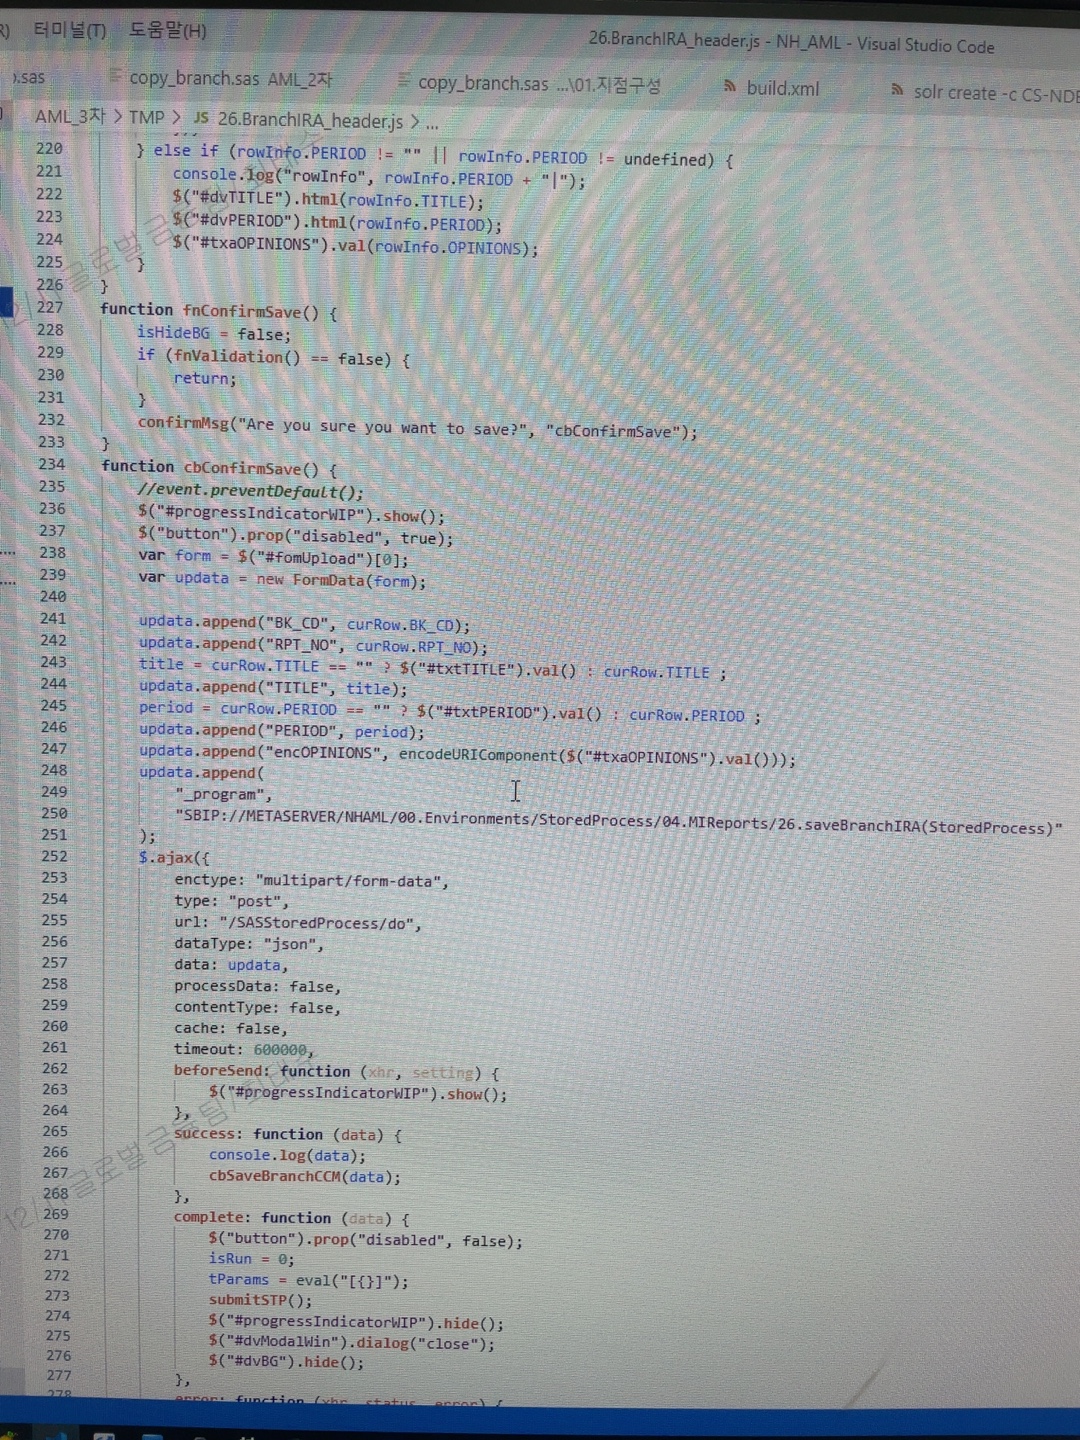 터미널(T) 도움말(H)
26.BranchIRA_header.js - NH_AML - Visual Studio Code
.sas copy_branch.sas AML_2차 copy_branch.sas ...\01.지점구성 build.xml solr create -c CS-NDE
AML_3차 > TMP > JS 26.BranchIRA_header.js > ...
220 } else if (rowInfo.PERIOD != "" || rowInfo.PERIOD != undefined) {
221 console.log("rowInfo", rowInfo.PERIOD + "|");
222 $("#dvTITLE").html(rowInfo.TITLE);
223 $("#dvPERIOD").html(rowInfo.PERIOD);
224 $("#txaOPINIONS").val(rowInfo.OPINIONS);
225 }
226 }
227 function fnConfirmSave() {
228 isHideBG = false;
229 if (fnValidation() == false) {
230 return;
231 }
232 confirmMsg("Are you sure you want to save?", "cbConfirmSave");
233 }
234 function cbConfirmSave() {
235 //event.preventDefault();
236 $("#progressIndicatorWIP").show();
237 $("button").prop("disabled", true);
238 var form = $("#fomUpload")[0];
239 var updata = new FormData(form);
240
241 updata.append("BK_CD", curRow.BK_CD);
242 updata.append("RPT_NO", curRow.RPT_NO);
243 title = curRow.TITLE == "" ? $("#txtTITLE").val() : curRow.TITLE ;
244 updata.append("TITLE", title);
245 period = curRow.PERIOD == "" ? $("#txtPERIOD").val() : curRow.PERIOD ;
246 updata.append("PERIOD", period);
247 updata.append("encOPINIONS", encodeURIComponent($("#txaOPINIONS").val()));
248 updata.append(
249 "_program",
250 "SBIP://METASERVER/NHAML/00.Environments/StoredProcess/04.MIReports/26.saveBranchIRA(StoredProcess)"
251 );
252 $.ajax({
253 enctype: "multipart/form-data",
254 type: "post",
255 url: "/SASStoredProcess/do",
256 dataType: "json",
257 data: updata,
258 processData: false,
259 contentType: false,
260 cache: false,
261 timeout: 600000,
262 beforeSend: function (xhr, setting) {
263 $("#progressIndicatorWIP").show();
264 },
265 success: function (data) {
266 console.log(data);
267 cbSaveBranchCCM(data);
268 },
269 complete: function (data) {
270 $("button").prop("disabled", false);
271 isRun = 0;
272 tParams = eval("[{}]");
273 submitSTP();
274 $("#progressIndicatorWIP").hide();
275 $("#dvModalWin").dialog("close");
276 $("#dvBG").hide();
277 },
278 error: function (xhr, status, error) {